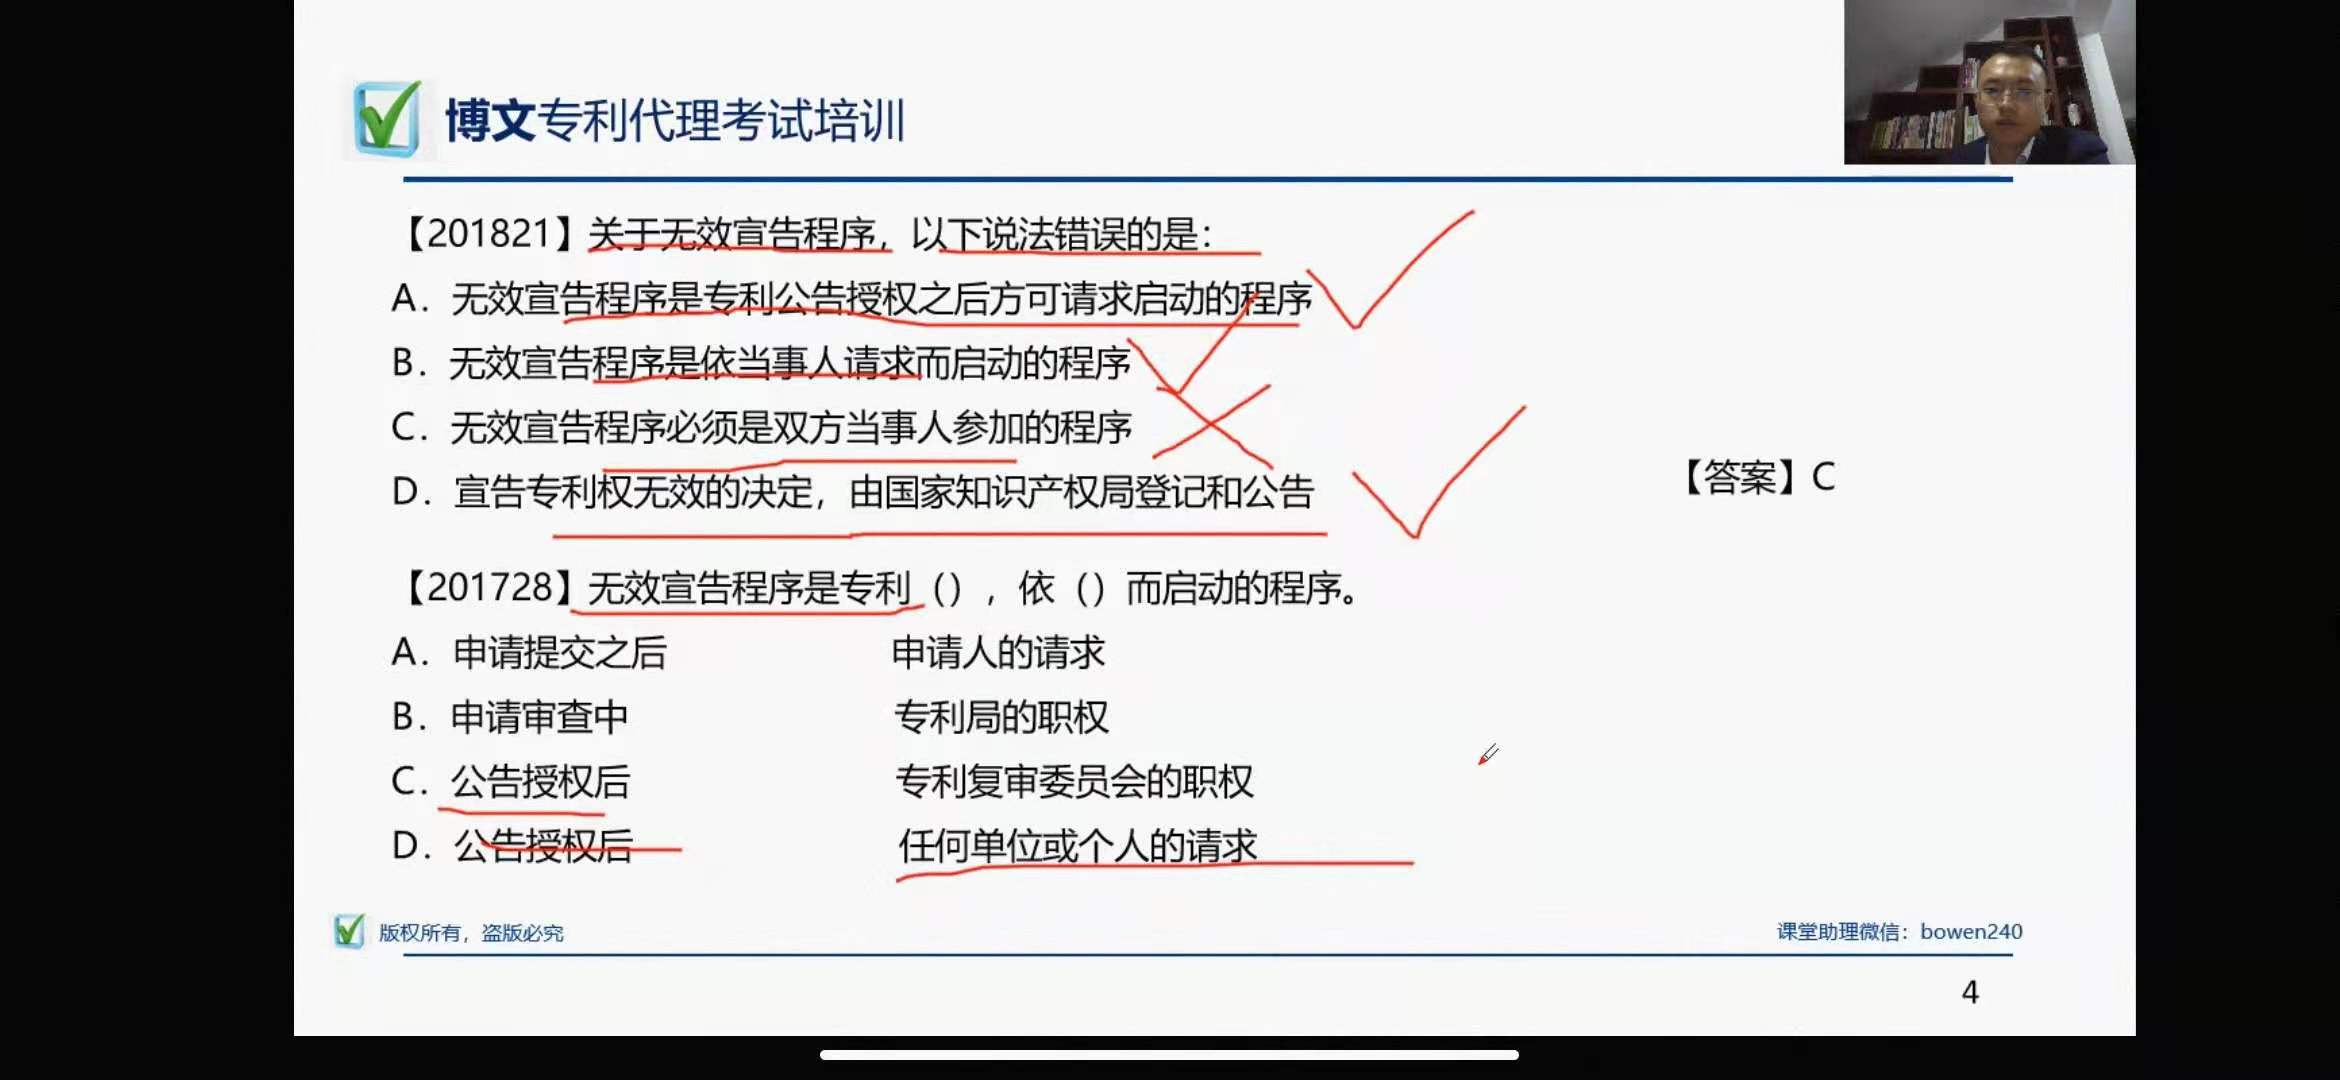 博文专利代理考试培训
【201821】关于无效宣告程序，以下说法错误的是：
A．无效宣告程序是专利公告授权之后方可请求启动的程序
B．无效宣告程序是依当事人请求而启动的程序
C．无效宣告程序必须是双方当事人参加的程序
D．宣告专利权无效的决定，由国家知识产权局登记和公告
【答案】C
【201728】无效宣告程序是专利（），依（）而启动的程序。
A．申请提交之后 申请人的请求
B．申请审查中 专利局的职权
C．公告授权后 专利复审委员会的职权
D．公告授权后 任何单位或个人的请求
版权所有，盗版必究
课堂助理微信：bowen240
4